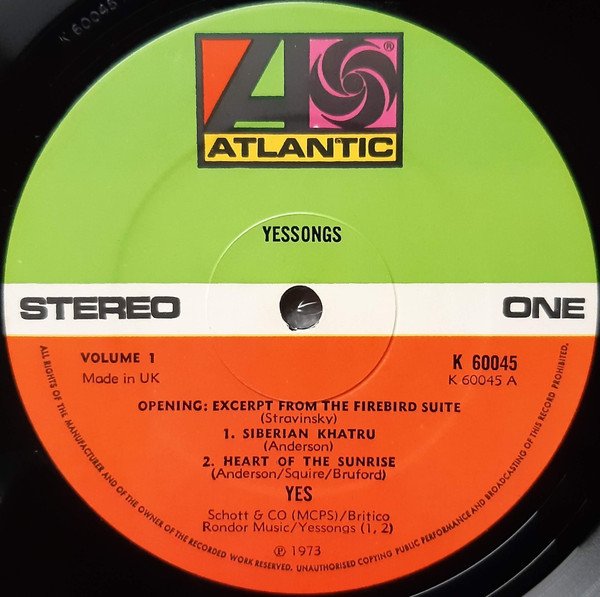 K 60045
ATLANTIC
®
YESSONGS
STEREO
ONE
VOLUME 1
Made in UK
K 60045
K 60045 A
OPENING: EXCERPT FROM THE FIREBIRD SUITE
(Stravinsky)
1. SIBERIAN KHATRU
(Anderson)
2. HEART OF THE SUNRISE
(Anderson/Squire/Bruford)
YES
Schott & CO (MCPS)/Britico
Rondor Music/Yessongs (1, 2)
℗ 1973
ALL RIGHTS OF THE MANUFACTURER AND OF THE OWNER OF THE RECORDED WORK RESERVED. UNAUTHORISED COPYING PUBLIC PERFORMANCE AND BROADCASTING OF THIS RECORD PROHIBITED.